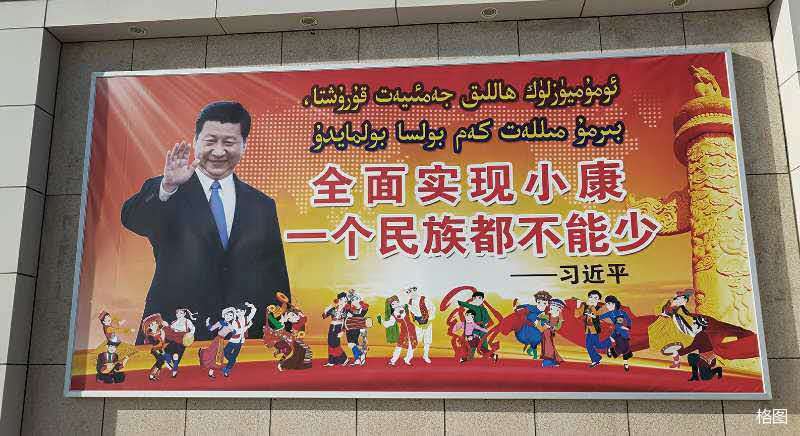 ئومۇميۈزلۈك ھاللىق جەمئىيەت قۇرۇشتا،
بىرمۇ مىللەت كەم بولسا بولمايدۇ
全面实现小康
一个民族都不能少
——习近平
格图